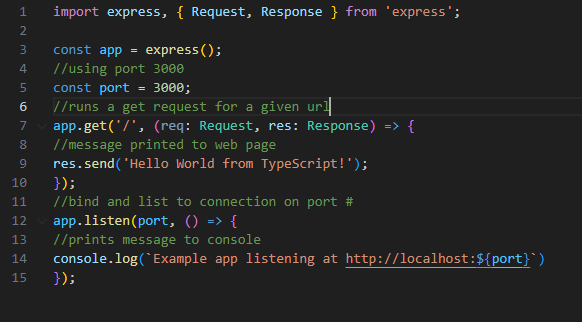 1 import express, { Request, Response } from 'express';
2
3 const app = express();
4 //using port 3000
5 const port = 3000;
6 //runs a get request for a given url
7 app.get('/', (req: Request, res: Response) => {
8 //message printed to web page
9 res.send('Hello World from TypeScript!');
10 });
11 //bind and list to connection on port #
12 app.listen(port, () => {
13 //prints message to console
14 console.log(`Example app listening at http://localhost:${port}`)
15 });